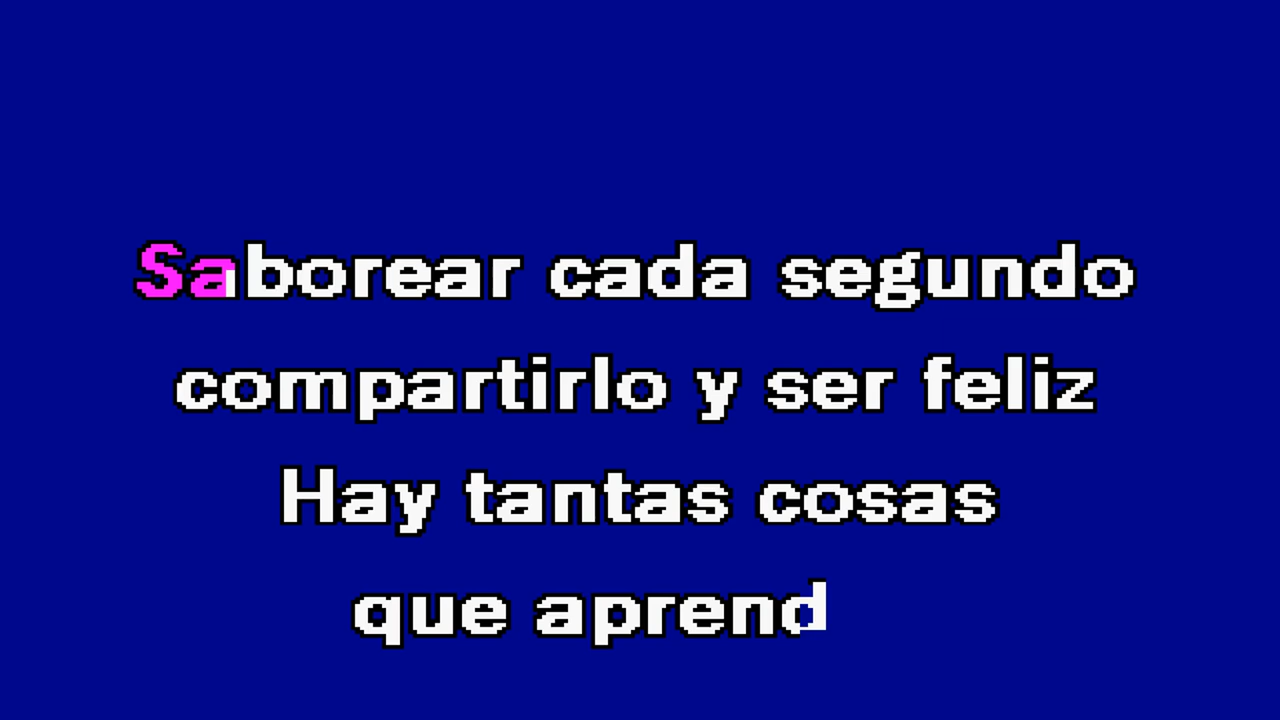 Saborear cada segundo
compartirlo y ser feliz
Hay tantas cosas
que aprend